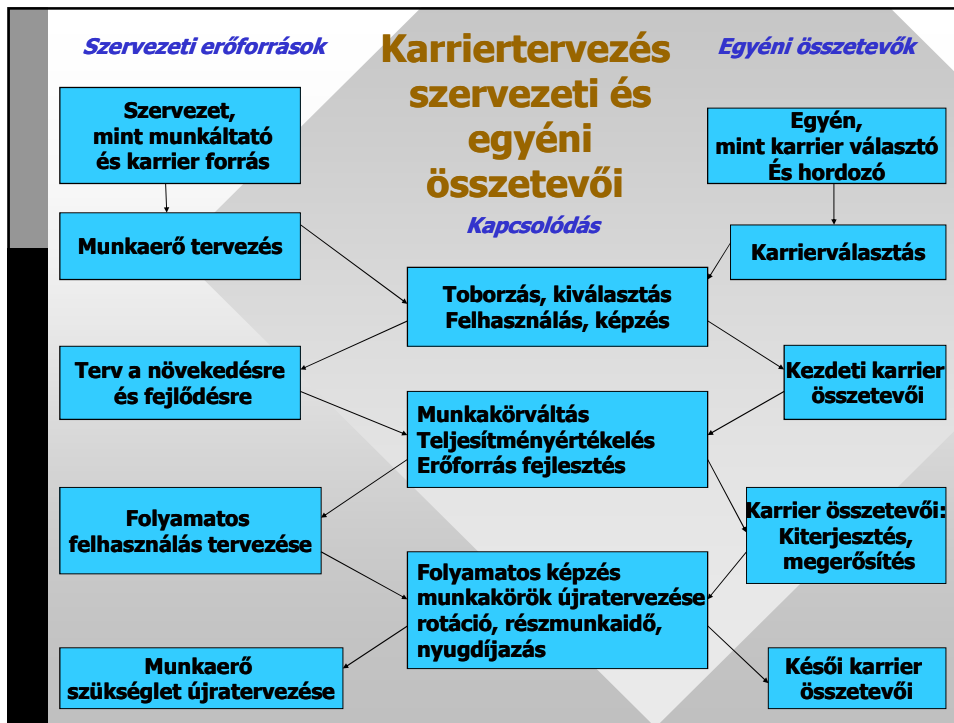 Szervezeti erőforrások
Karriertervezés
szervezeti és
egyéni
összetevői
Egyéni összetevők
Szervezet,
mint munkáltató
és karrier forrás
Egyén,
mint karrier választó
És hordozó
Kapcsolódás
Munkaerő tervezés
Karrierválasztás
Toborzás, kiválasztás
Felhasználás, képzés
Terv a növekedésre
és fejlődésre
Kezdeti karrier
összetevői
Munkakörváltás
Teljesítményértékelés
Erőforrás fejlesztés
Folyamatos
felhasználás tervezése
Karrier összetevői:
Kiterjesztés,
megerősítés
Folyamatos képzés
munkakörök újratervezése
rotáció, részmunkaidő,
nyugdíjazás
Munkaerő
szükséglet újratervezése
Késői karrier
összetevői